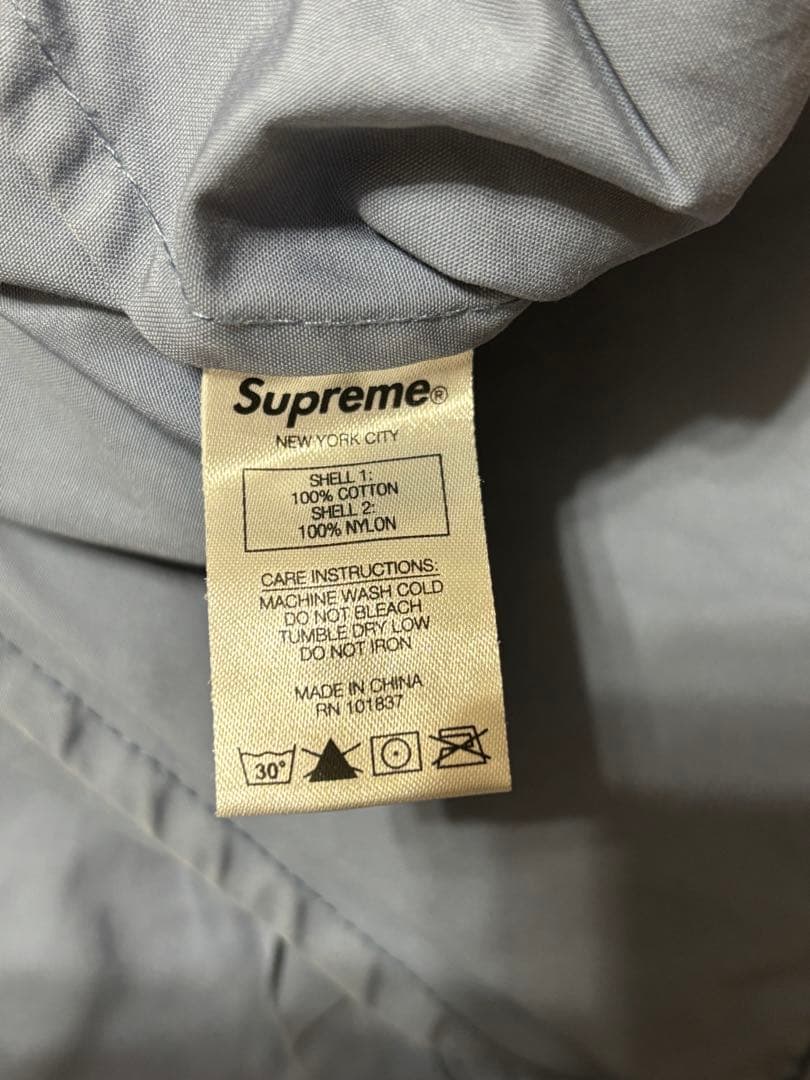 Supreme®
NEW YORK CITY
SHELL 1:
100% COTTON
SHELL 2:
100% NYLON
CARE INSTRUCTIONS:
MACHINE WASH COLD
DO NOT BLEACH
TUMBLE DRY LOW
DO NOT IRON
MADE IN CHINA
RN 101837
30°